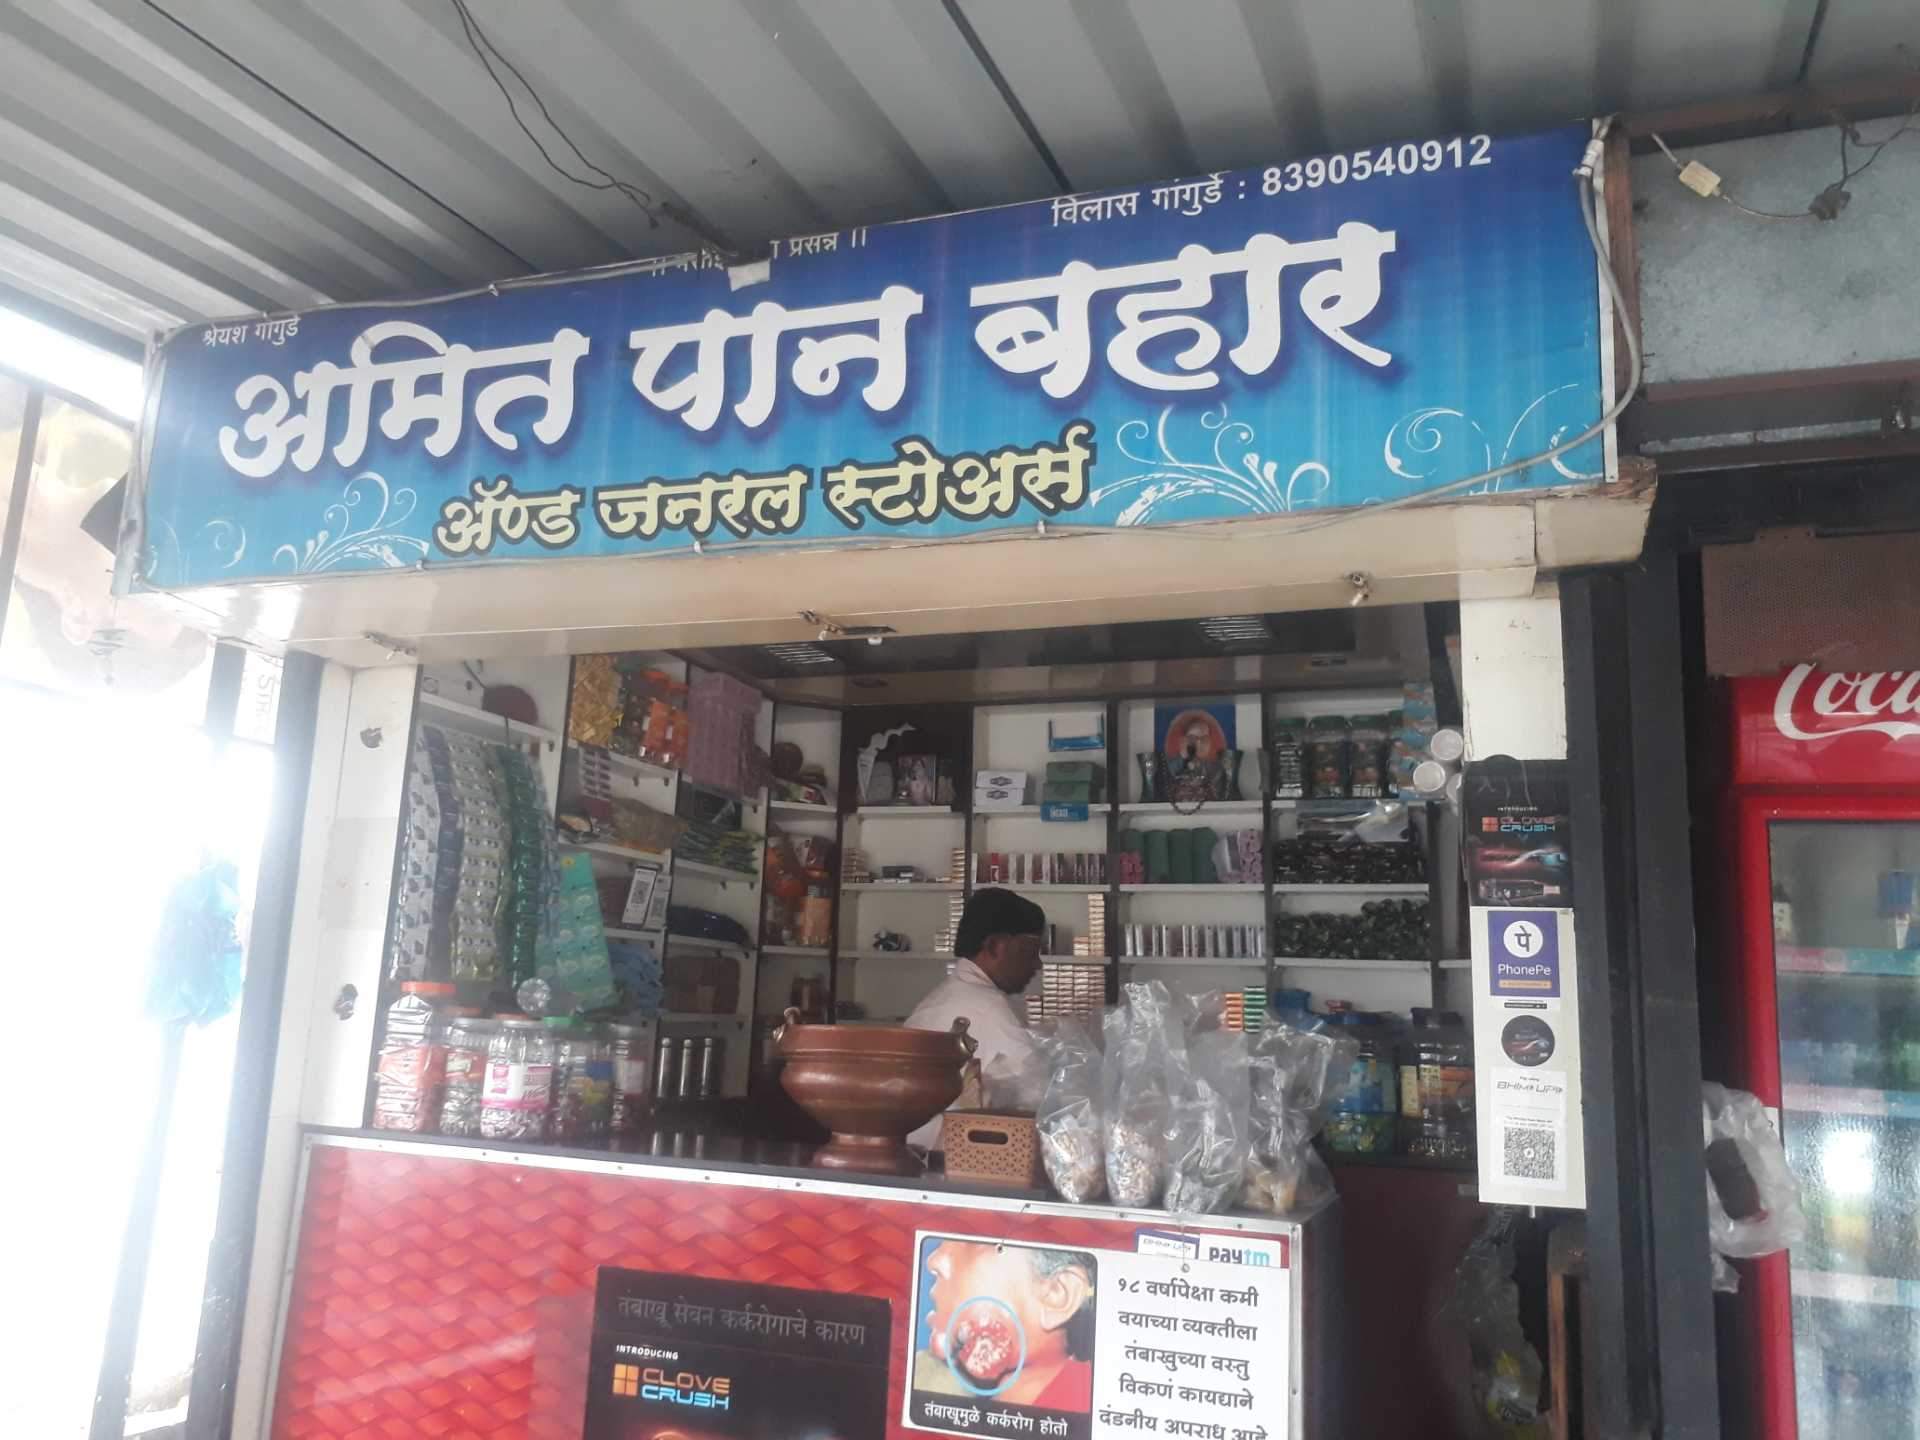 विलास गांगुर्डे : 8390540912
प्रसन्न ।।
श्रेयश गांगुर्डे
अमित पान बहार
ॲण्ड जनरल स्टोअर्स
Coca
INTRODUCING
CLOVE
CRUSH
पे
PhonePe
BHIM UPI
paytm
१८ वर्षापेक्षा कमी
वयाच्या व्यक्तीला
तंबाखुच्या वस्तु
विकणं कायद्याने
दंडनीय अपराध आहे
तंबाखूमुळे कर्करोग होतो
तंबाखू सेवन कर्करोगाचे कारण
INTRODUCING
CLOVE
CRUSH